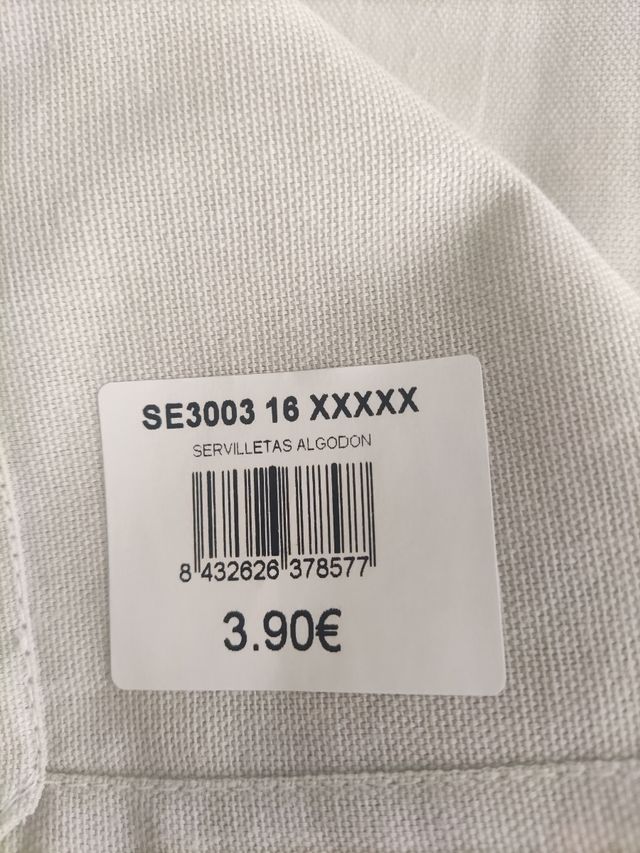 SE3003 16 XXXXX
SERVILLETAS ALGODON
8 432626 378577
3.90€